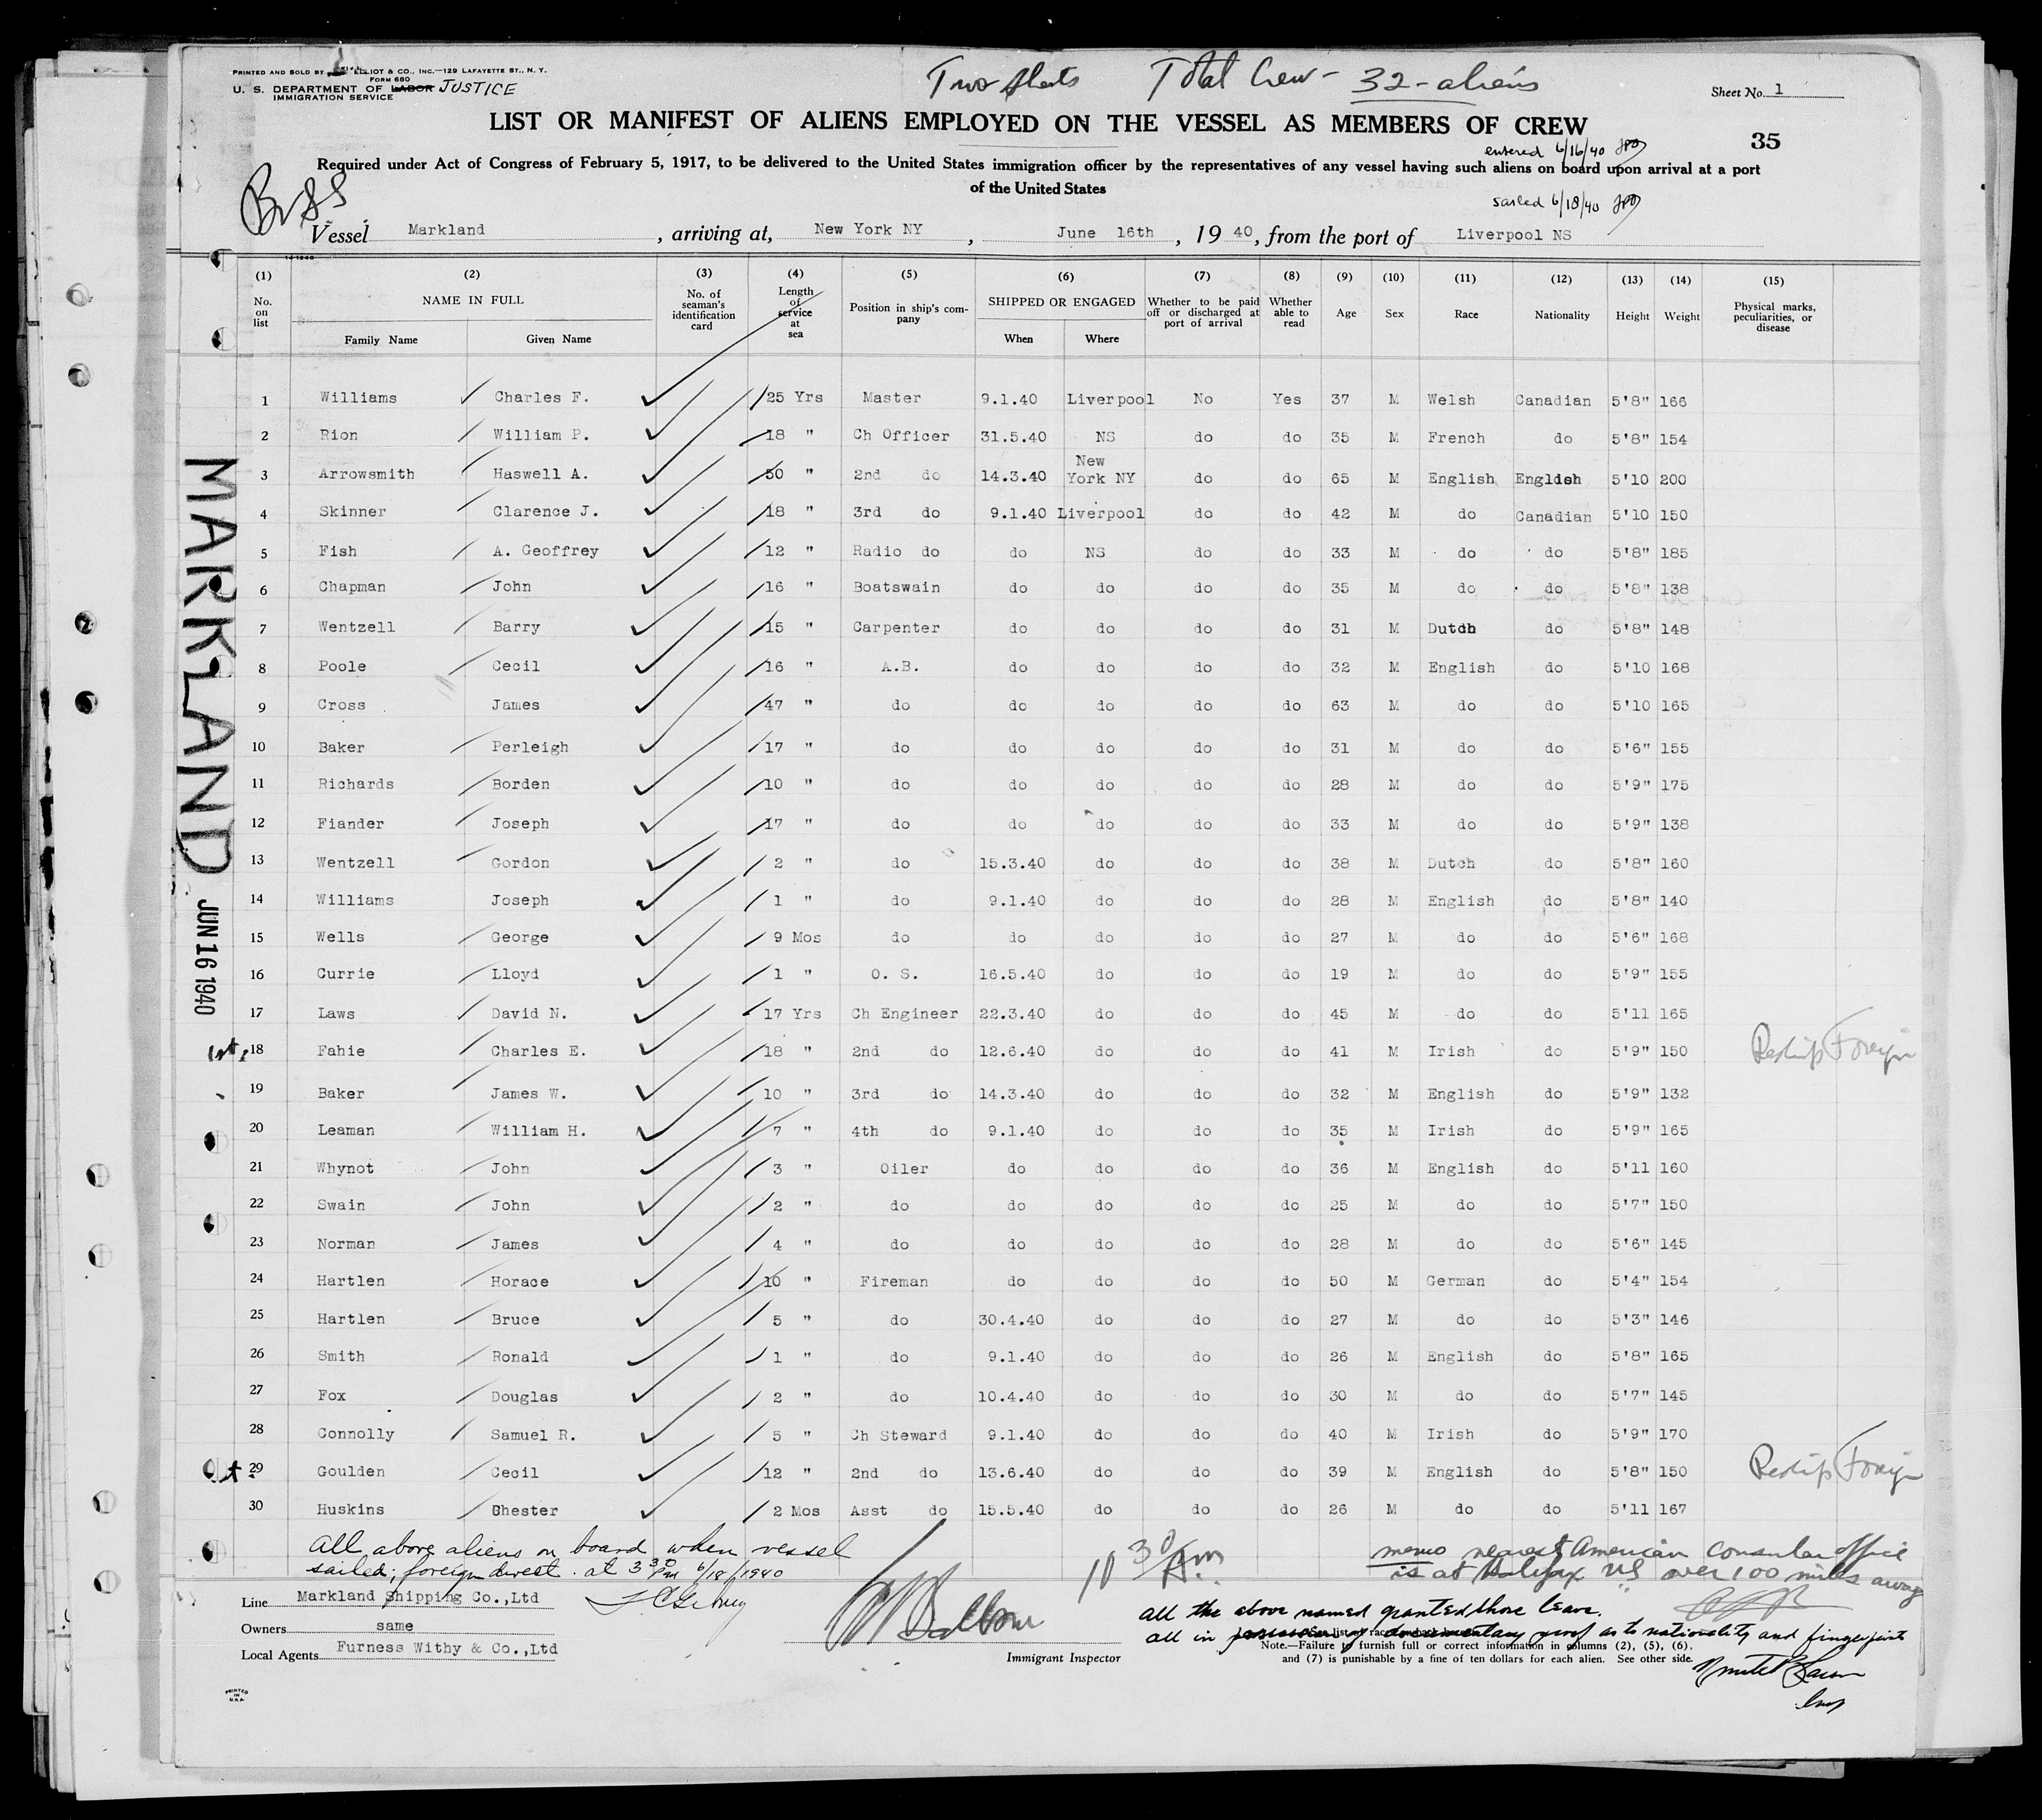 PRINTED AND SOLD BY ELLIOT & CO., INC.—129 LAFAYETTE ST., N. Y.
FORM 680
U. S. DEPARTMENT OF LABOR JUSTICE
IMMIGRATION SERVICE
Two Sheets Total Crew - 32 - aliens
Sheet No. 1
LIST OR MANIFEST OF ALIENS EMPLOYED ON THE VESSEL AS MEMBERS OF CREW
35
entered 6/16/40
Required under Act of Congress of February 5, 1917, to be delivered to the United States immigration officer by the representatives of any vessel having such aliens on board upon arrival at a port
of the United States
sailed 6/18/40
Vessel Markland, arriving at, New York NY, June 16th, 19 40, from the port of Liverpool NS
(1) (2) (3) (4) (5) (6) (7) (8) (9) (10) (11) (12) (13) (14) (15)
No. on list NAME IN FULL Family Name Given Name No. of seaman's identification card Length of service at sea Position in ship's company SHIPPED OR ENGAGED When Where Whether to be paid off or discharged at port of arrival Whether able to read Age Sex Race Nationality Height Weight Physical marks, peculiarities, or disease
1 Williams Charles F. 25 Yrs Master 9.1.40 Liverpool No Yes 37 M Welsh Canadian 5'8" 166
2 Rion William P. 18 " Ch Officer 31.5.40 NS do do 35 M French do 5'8" 154
3 Arrowsmith Haswell A. 50 " 2nd do 14.3.40 New York NY do do 65 M English English 5'10 200
4 Skinner Clarence J. 18 " 3rd do 9.1.40 Liverpool do do 42 M do Canadian 5'10 150
5 Fish A. Geoffrey 12 " Radio do do NS do do 33 M do do 5'8" 185
6 Chapman John 16 " Boatswain do do do do 35 M do do 5'8" 138
7 Wentzell Barry 15 " Carpenter do do do do 31 M Dutch do 5'8" 148
8 Poole Cecil 16 " A.B. do do do do 32 M English do 5'10 168
9 Cross James 47 " do do do do do 63 M do do 5'10 165
10 Baker Perleigh 17 " do do do do do 31 M do do 5'6" 155
11 Richards Borden 10 " do do do do do 28 M do do 5'9" 175
12 Fiander Joseph 17 " do do do do do 33 M do do 5'9" 138
13 Wentzell Gordon 2 " do 15.3.40 do do do 38 M Dutch do 5'8" 160
14 Williams Joseph 1 " do 9.1.40 do do do 28 M English do 5'8" 140
15 Wells George 9 Mos do do do do do 27 M do do 5'6" 168
16 Currie Lloyd 1 " O. S. 16.5.40 do do do 19 M do do 5'9" 155
17 Laws David N. 17 Yrs Ch Engineer 22.3.40 do do do 45 M do do 5'11 165
1st 18 Fahie Charles E. 18 " 2nd do 12.6.40 do do do 41 M Irish do 5'9" 150 Reship Foreign
19 Baker James W. 10 " 3rd do 14.3.40 do do do 32 M English do 5'9" 132
20 Leaman William H. 7 " 4th do 9.1.40 do do do 35 M Irish do 5'9" 165
21 Whynot John 3 " Oiler do do do do 36 M English do 5'11 160
22 Swain John 2 " do do do do do 25 M do do 5'7" 150
23 Norman James 4 " do do do do do 28 M do do 5'6" 145
24 Hartlen Horace 10 " Fireman do do do do 50 M German do 5'4" 154
25 Hartlen Bruce 5 " do 30.4.40 do do do 27 M do do 5'3" 146
26 Smith Ronald 1 " do 9.1.40 do do do 26 M English do 5'8" 165
27 Fox Douglas 2 " do 10.4.40 do do do 30 M do do 5'7" 145
28 Connolly Samuel R. 5 " Ch Steward 9.1.40 do do do 40 M Irish do 5'9" 170
29 Goulden Cecil 12 " 2nd do 13.6.40 do do do 39 M English do 5'8" 150 Reship Foreign
30 Huskins Chester 2 Mos Asst do 15.5.40 do do do 26 M do do 5'11 167
MARKLAND
JUN 16 1940
All above aliens on board when vessel
sailed, foreign direct. at 3 30 PM 6/18/1940
10 30 A.m.
memo nearest American Consular office
is at Halifax NS over 100 miles away
Line Markland Shipping Co.,Ltd
Owners same
Local Agents Furness Withy & Co.,Ltd
Immigrant Inspector
all the above named granted shore leave.
all in possession of documentary proof as to nationality and fingerprints
Note.—Failure to furnish full or correct information in columns (2), (5), (6).
and (7) is punishable by a fine of ten dollars for each alien. See other side.
Insp
PRINTED
IN
U.S.A.